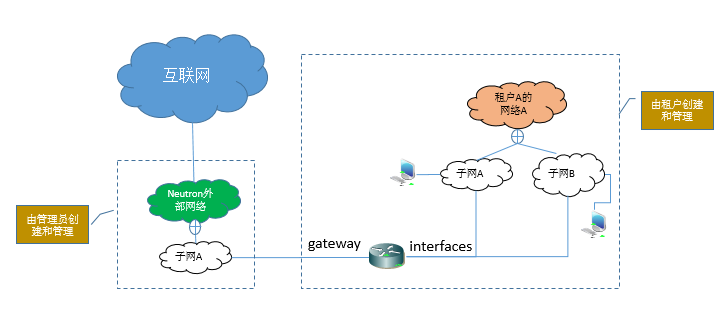 互联网
租户A的
网络A
由租户创建
和管理
子网A
子网B
Neutron外
部网络
由管理员创
建和管理
子网A
gateway
interfaces